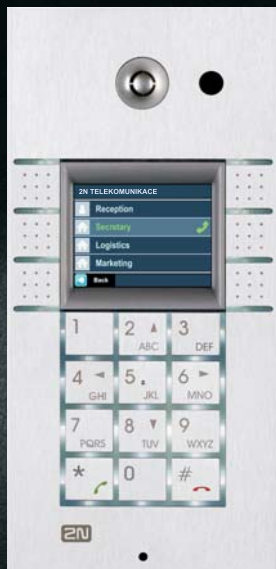 2N TELEKOMUNIKACE
Reception
Secretary
Logistics
Marketing
Back
1 2 ABC 3 DEF
4 GHI 5 JKL 6 MNO
7 PQRS 8 TUV 9 WXYZ
* 0 #
2N